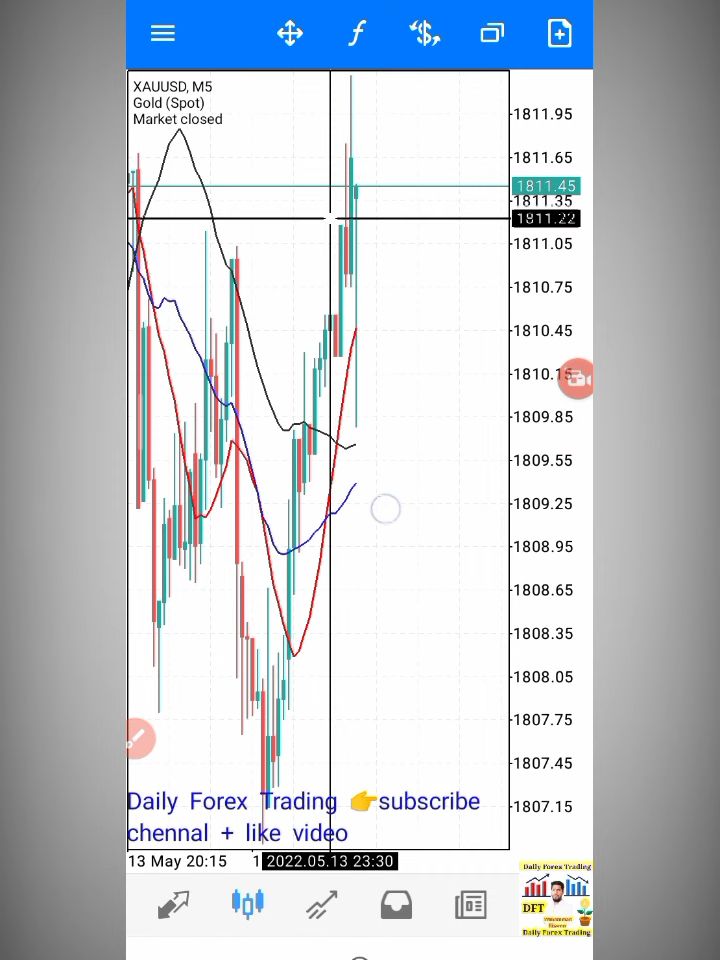 XAUUSD, M5
Gold (Spot)
Market closed
1811.95
1811.65
1811.45
1811.35
1811.22
1811.05
1810.75
1810.45
1810.15
1809.85
1809.55
1809.25
1808.95
1808.65
1808.35
1808.05
1807.75
1807.45
1807.15
Daily Forex Trading 👉subscribe
chennal + like video
13 May 20:15 1 2022.05.13 23:30
Daily Forex Trading
DFT
Daily Forex Trading